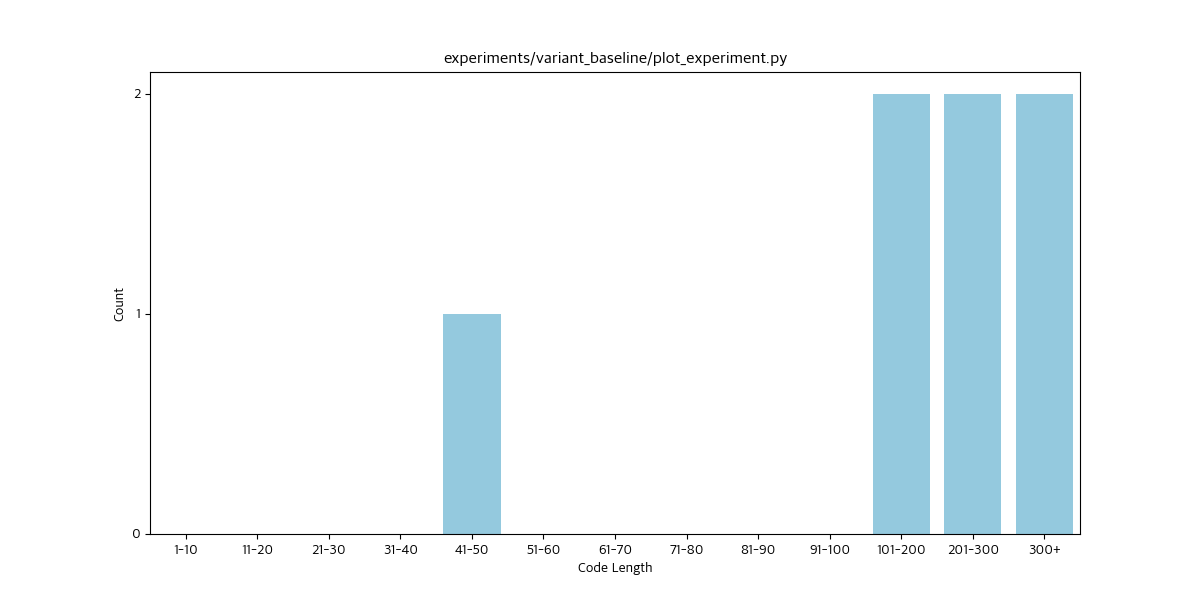 experiments/variant_baseline/plot_experiment.py
2
1
0
Count
1-10 11-20 21-30 31-40 41-50 51-60 61-70 71-80 81-90 91-100 101-200 201-300 300+
Code Length